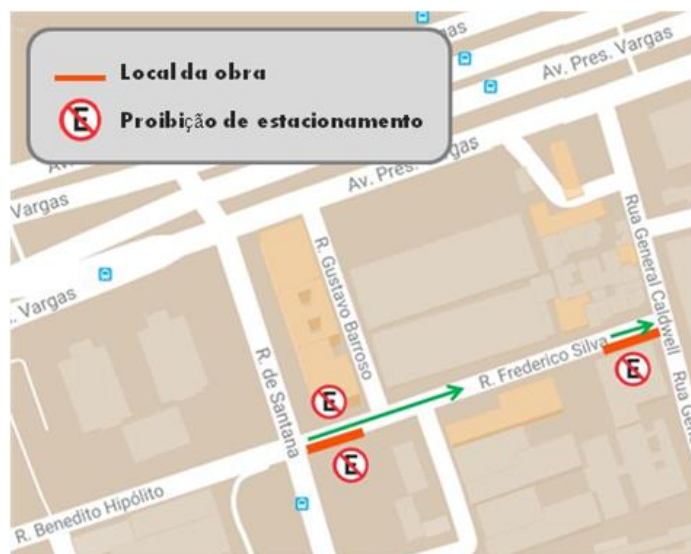 Local da obra
E
Proibição de estacionamento
gas
Av. Pres. Vargas
Av. Pres. Vargas
Vargas
. Vargas
R. de Santana
R. Gustavo Barroso
Rua General Caldwell
R. Frederico Silva
E
E
E
R. Benedito Hipólito